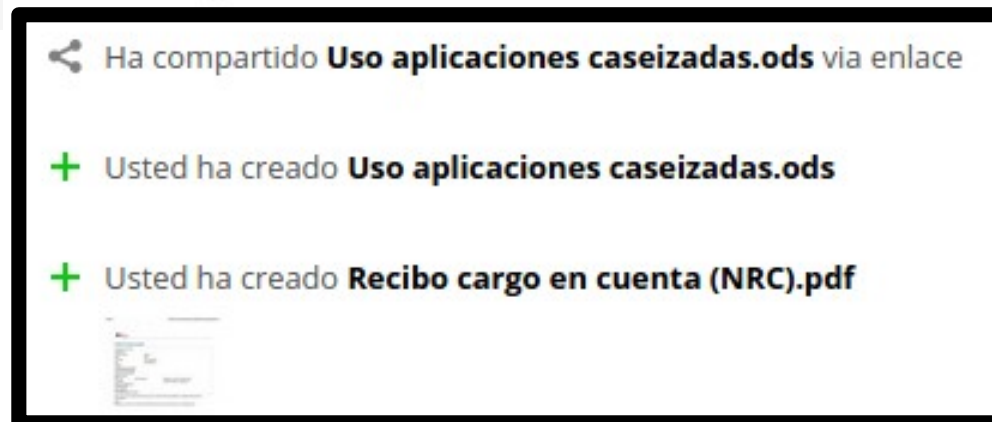 Ha compartido Uso aplicaciones caseizadas.ods via enlace
Usted ha creado Uso aplicaciones caseizadas.ods
Usted ha creado Recibo cargo en cuenta (NRC).pdf